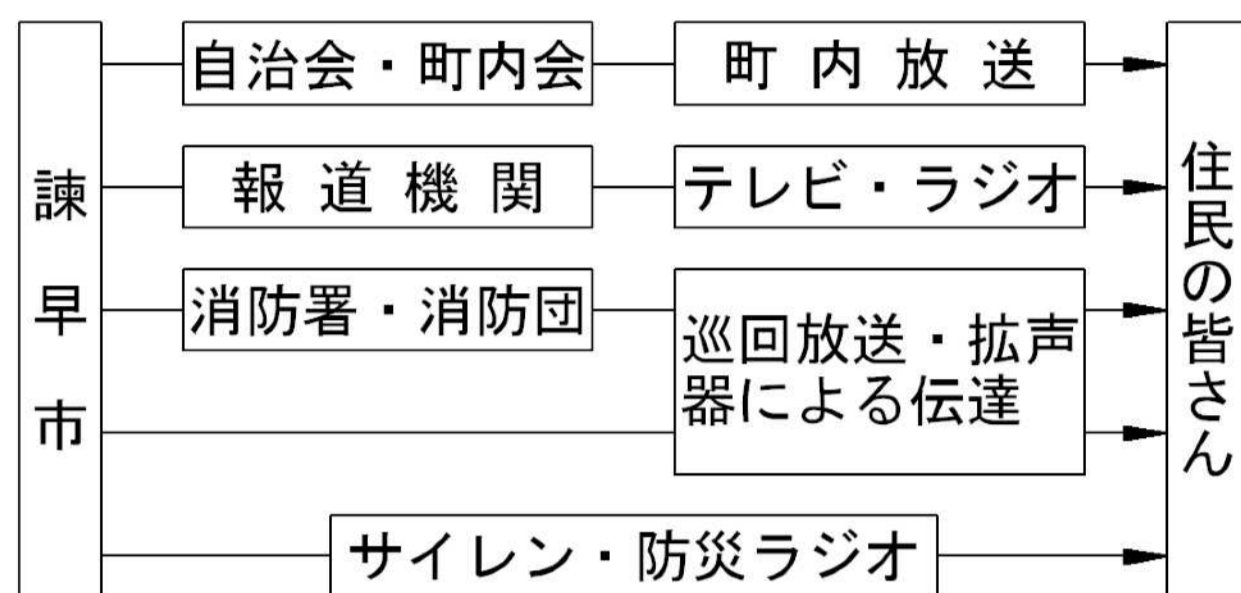 諫早市
自治会・町内会
町内放送
報道機関
テレビ・ラジオ
消防署・消防団
巡回放送・拡声
器による伝達
サイレン・防災ラジオ
住民の皆さん